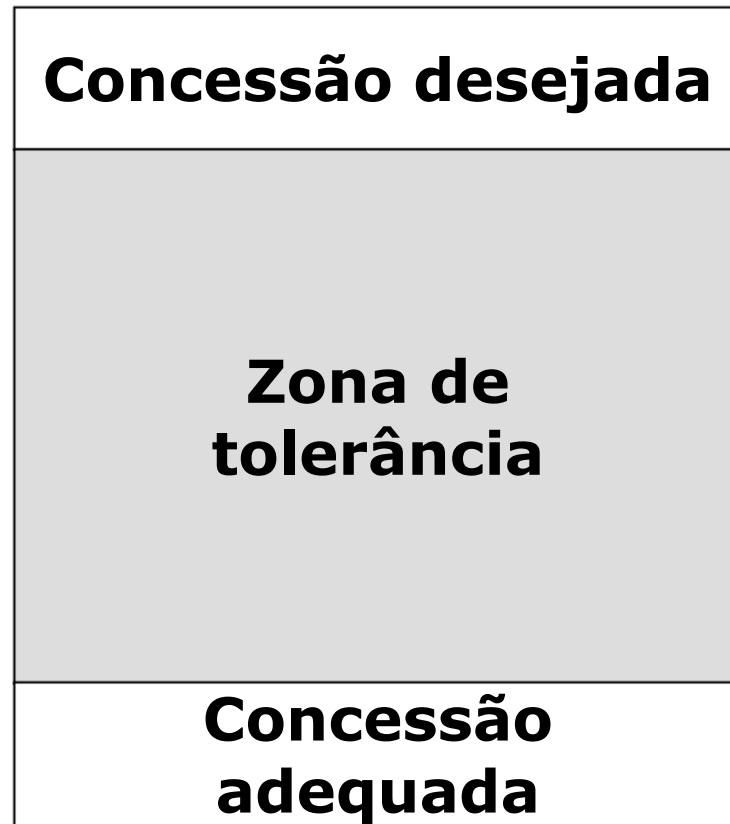 Concessão desejada
Zona de
tolerância
Concessão
adequada